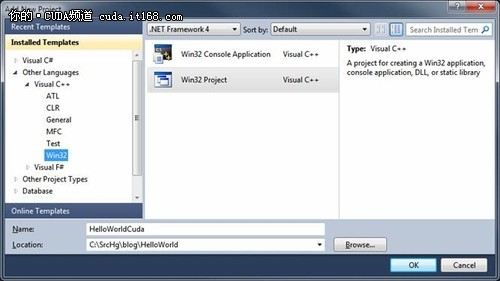 Add New Project
你的·CUDA频道 cuda.it168.com
Recent Templates
.NET Framework 4
Sort by:
Default
Search Installed Tem
Installed Templates
Visual C#
Other Languages
Visual C++
ATL
CLR
General
MFC
Test
Win32
Visual F#
Other Project Types
Database
Online Templates
Win32 Console Application
Visual C++
Win32 Project
Visual C++
Type: Visual C++
A project for creating a Win32 application,
console application, DLL, or static library
Name:
HelloWorldCuda
Location:
C:\SrcHg\blog\HelloWorld
Browse...
OK
Cancel